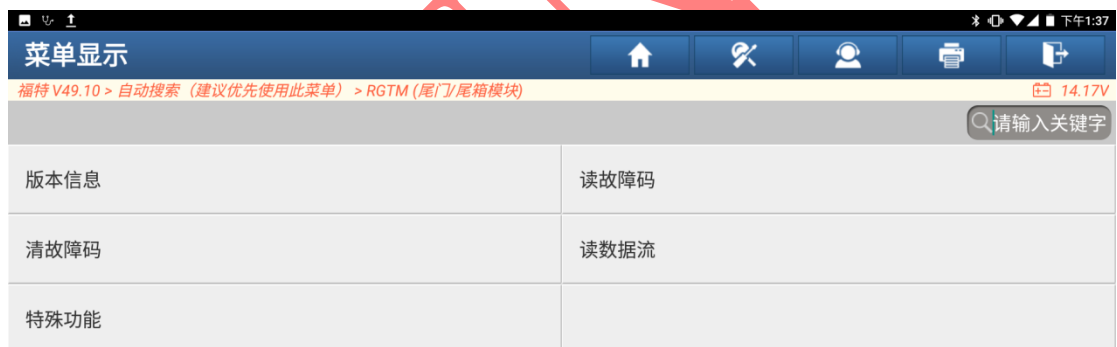 下午1:37
菜单显示
福特 V49.10 > 自动搜索（建议优先使用此菜单） > RGTM (尾门/尾箱模块) 14.17V
请输入关键字
版本信息 读故障码
清故障码 读数据流
特殊功能